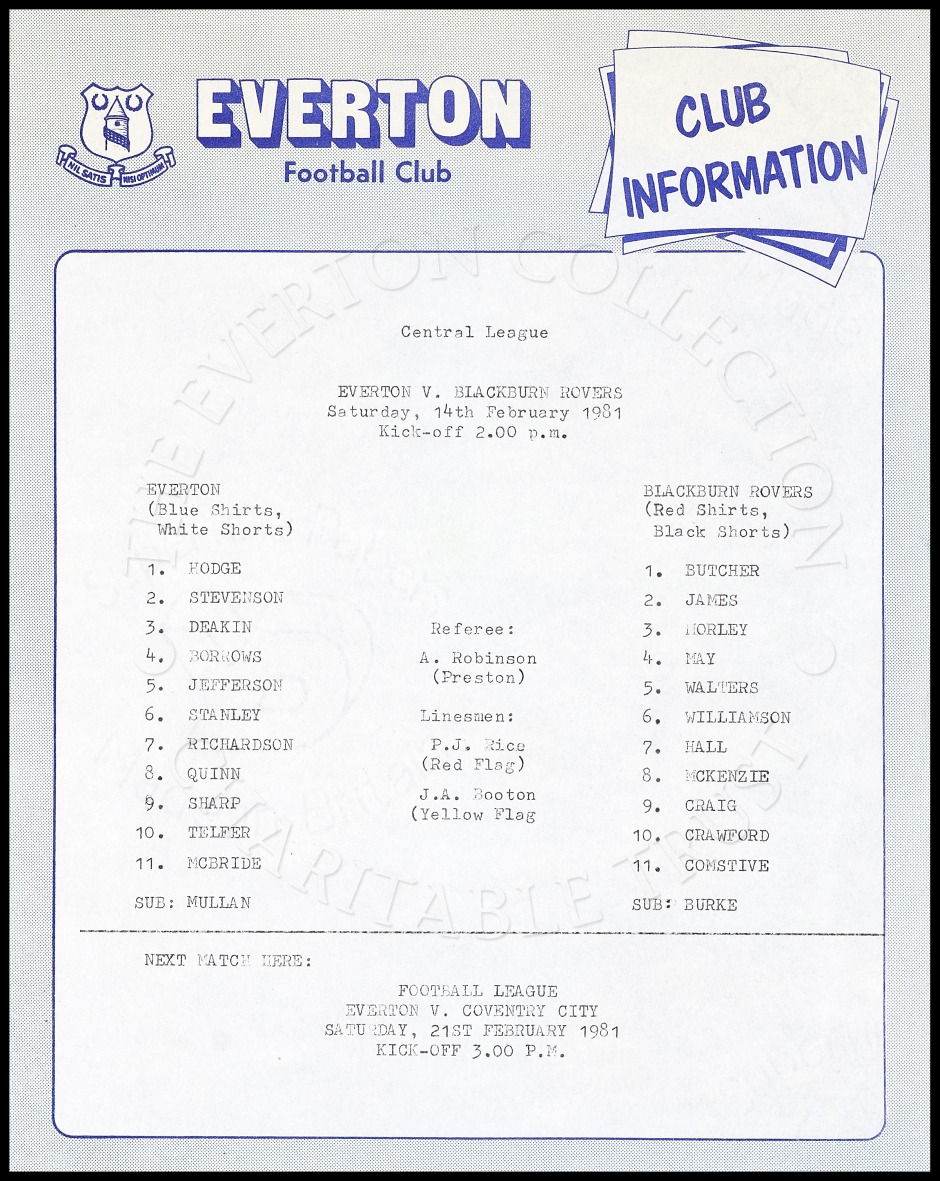 EVERTON
Football Club
NIL SATIS NISI OPTIMUM
CLUB
INFORMATION
THE EVERTON COLLECTION
CHARITABLE TRUST
Central League
EVERTON V. BLACKBURN ROVERS
Saturday, 14th February 1981
Kick-off 2.00 p.m.
EVERTON
(Blue Shirts,
White Shorts)
1. HODGE
2. STEVENSON
3. DEAKIN
4. BORROWS
5. JEFFERSON
6. STANLEY
7. RICHARDSON
8. QUINN
9. SHARP
10. TELFER
11. MCBRIDE
SUB: MULLAN
Referee:
A. Robinson
(Preston)
Linesmen:
P.J. Rice
(Red Flag)
J.A. Booton
(Yellow Flag
BLACKBURN ROVERS
(Red Shirts,
Black Shorts)
1. BUTCHER
2. JAMES
3. MORLEY
4. MAY
5. WALTERS
6. WILLIAMSON
7. HALL
8. MCKENZIE
9. CRAIG
10. CRAWFORD
11. COMSTIVE
SUB: BURKE
NEXT MATCH HERE:
FOOTBALL LEAGUE
EVERTON V. COVENTRY CITY
SATURDAY, 21ST FEBRUARY 1981
KICK-OFF 3.00 P.M.